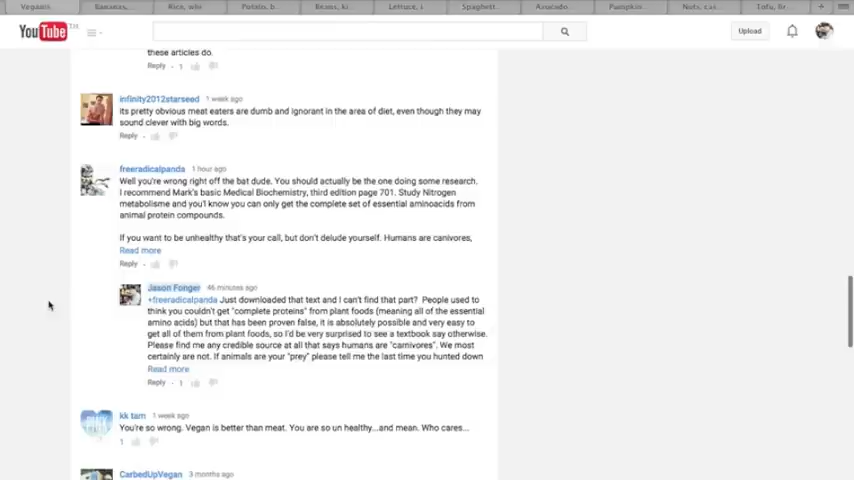 Vegaan
Bananas,...
Rice, whi
Potato, b...
Beans, ki..
Lettuce, i
Spaghett..
Avocado..
Pumpkin..
Nuts, cas..
Tofu, fir..
+
YouTube TM
Upload
these articles do.
Reply · 1
infinity2012starseed 1 week ago
its pretty obvious meat eaters are dumb and ignorant in the area of diet, even though they may
sound clever with big words.
Reply ·
freeradicalpanda 1 hour ago
Well you're wrong right off the bat dude. You should actually be the one doing some research.
I recommend Mark's basic Medical Biochemistry, third edition page 701. Study Nitrogen
metabolisme and you'l know you can only get the complete set of essential aminoacids from
animal protein compounds.
If you want to be unhealthy that's your call, but don't delude yourself. Humans are canivores,
Read more
Reply ·
Jason Fonger 46 minutes ago
+freeradicalpanda Just downloaded that text and I can't find that part? People used to
think you couldn't get "complete proteins" from plant foods (meaning all of the essential
amino acids) but that has been proven false, it is absolutely possible and very easy to
get all of them from plant foods, so I'd be very surprised to see a textbook say otherwise.
Please find me any credible source at all that says humans are "carnivores". We most
certainly are not. If animals are your "prey" please tell me the last time you hunted down
Read more
Reply · 1
kk tam 1 week ago
You're so wrong. Vegan is better than meat. You are so un healthy...and mean. Who cares...
1
CarbedUpVegan 3 months ago